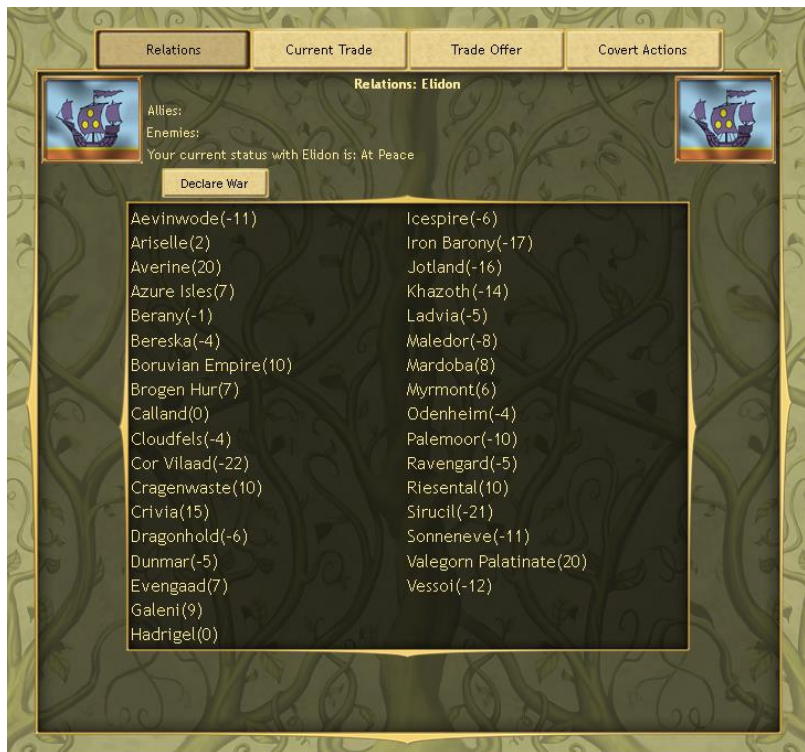 Relations
Current Trade
Trade Offer
Covert Actions
Relations: Elidon
Allies:
Enemies:
Your current status with Elidon is: At Peace
Declare War
Aevinwode(-11)
Ariselle(2)
Averine(20)
Azure Isles(7)
Berany(-1)
Bereska(-4)
Boruvian Empire(10)
Brogen Hur(7)
Calland(0)
Cloudfels(-4)
Cor Vilaad(-22)
Cragenwaste(10)
Crivia(15)
Dragonhold(-6)
Dunmar(-5)
Evengaad(7)
Galeni(9)
Hadrigel(0)
Icespire(-6)
Iron Barony(-17)
Jotland(-16)
Khazoth(-14)
Ladvia(-5)
Maledor(-8)
Mardoba(8)
Myrmont(6)
Odenheim(-4)
Palemoor(-10)
Ravengard(-5)
Riesental(10)
Sirucil(-21)
Sonneneve(-11)
Valegorn Palatinate(20)
Vessoi(-12)